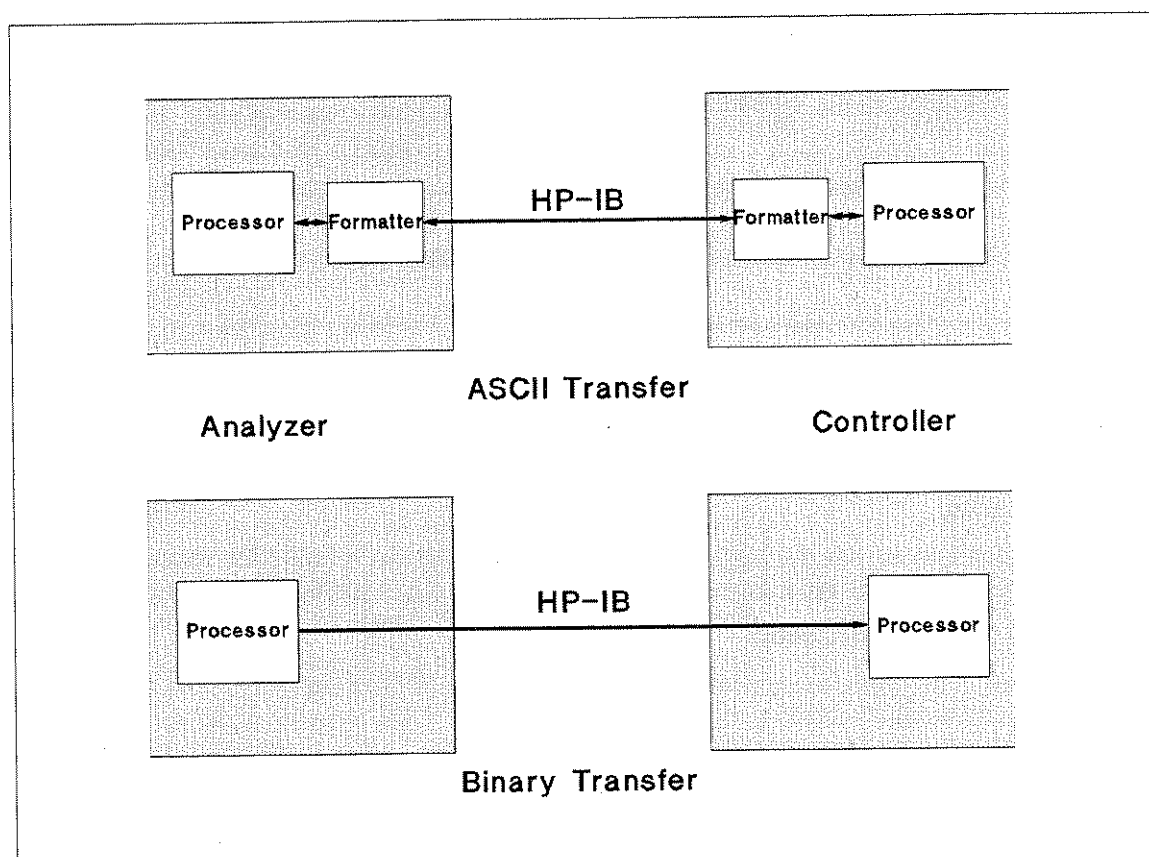 HP-IB
Processor
Formatter
Formatter
Processor
ASCII Transfer
Analyzer
Controller
HP-IB
Processor
Processor
Binary Transfer